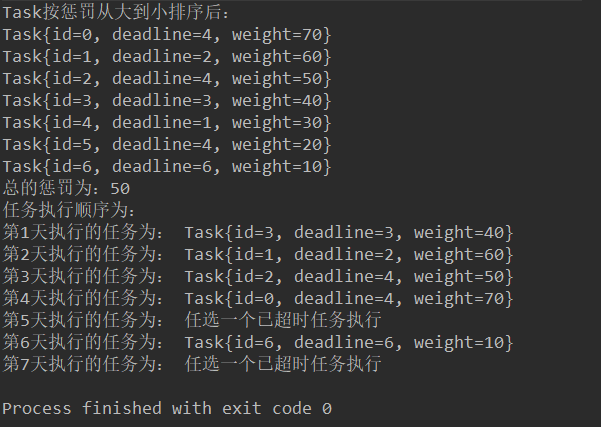 Task按惩罚从大到小排序后:
Task{id=0, deadline=4, weight=70}
Task{id=1, deadline=2, weight=60}
Task{id=2, deadline=4, weight=50}
Task{id=3, deadline=3, weight=40}
Task{id=4, deadline=1, weight=30}
Task{id=5, deadline=4, weight=20}
Task{id=6, deadline=6, weight=10}
总的惩罚为：50
任务执行顺序为：
第1天执行的任务为： Task{id=3, deadline=3, weight=40}
第2天执行的任务为： Task{id=1, deadline=2, weight=60}
第3天执行的任务为： Task{id=2, deadline=4, weight=50}
第4天执行的任务为： Task{id=0, deadline=4, weight=70}
第5天执行的任务为： 任选一个已超时任务执行
第6天执行的任务为： Task{id=6, deadline=6, weight=10}
第7天执行的任务为： 任选一个已超时任务执行
Process finished with exit code 0